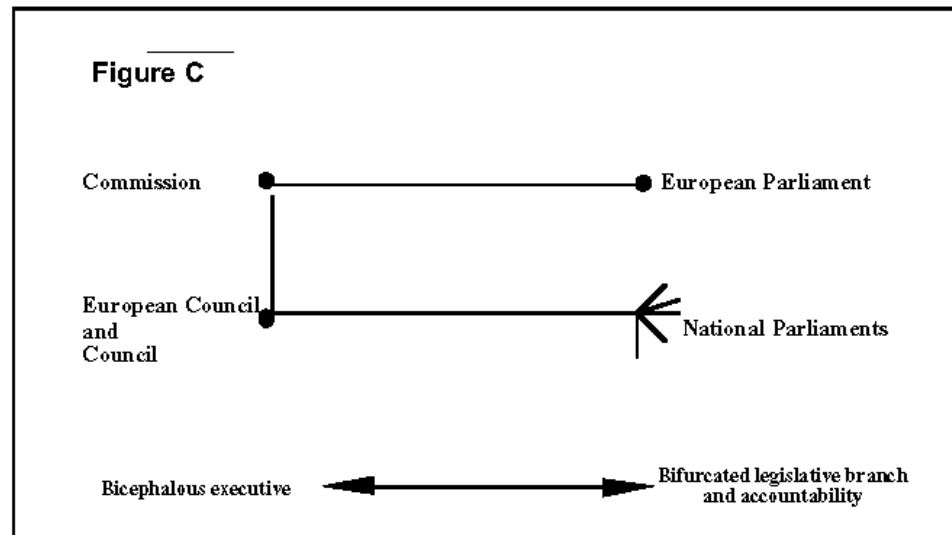 Figure C
Commission
European Parliament
European Council
and
Council
National Parliaments
Bicephalous executive
Bifurcated legislative branch
and accountability